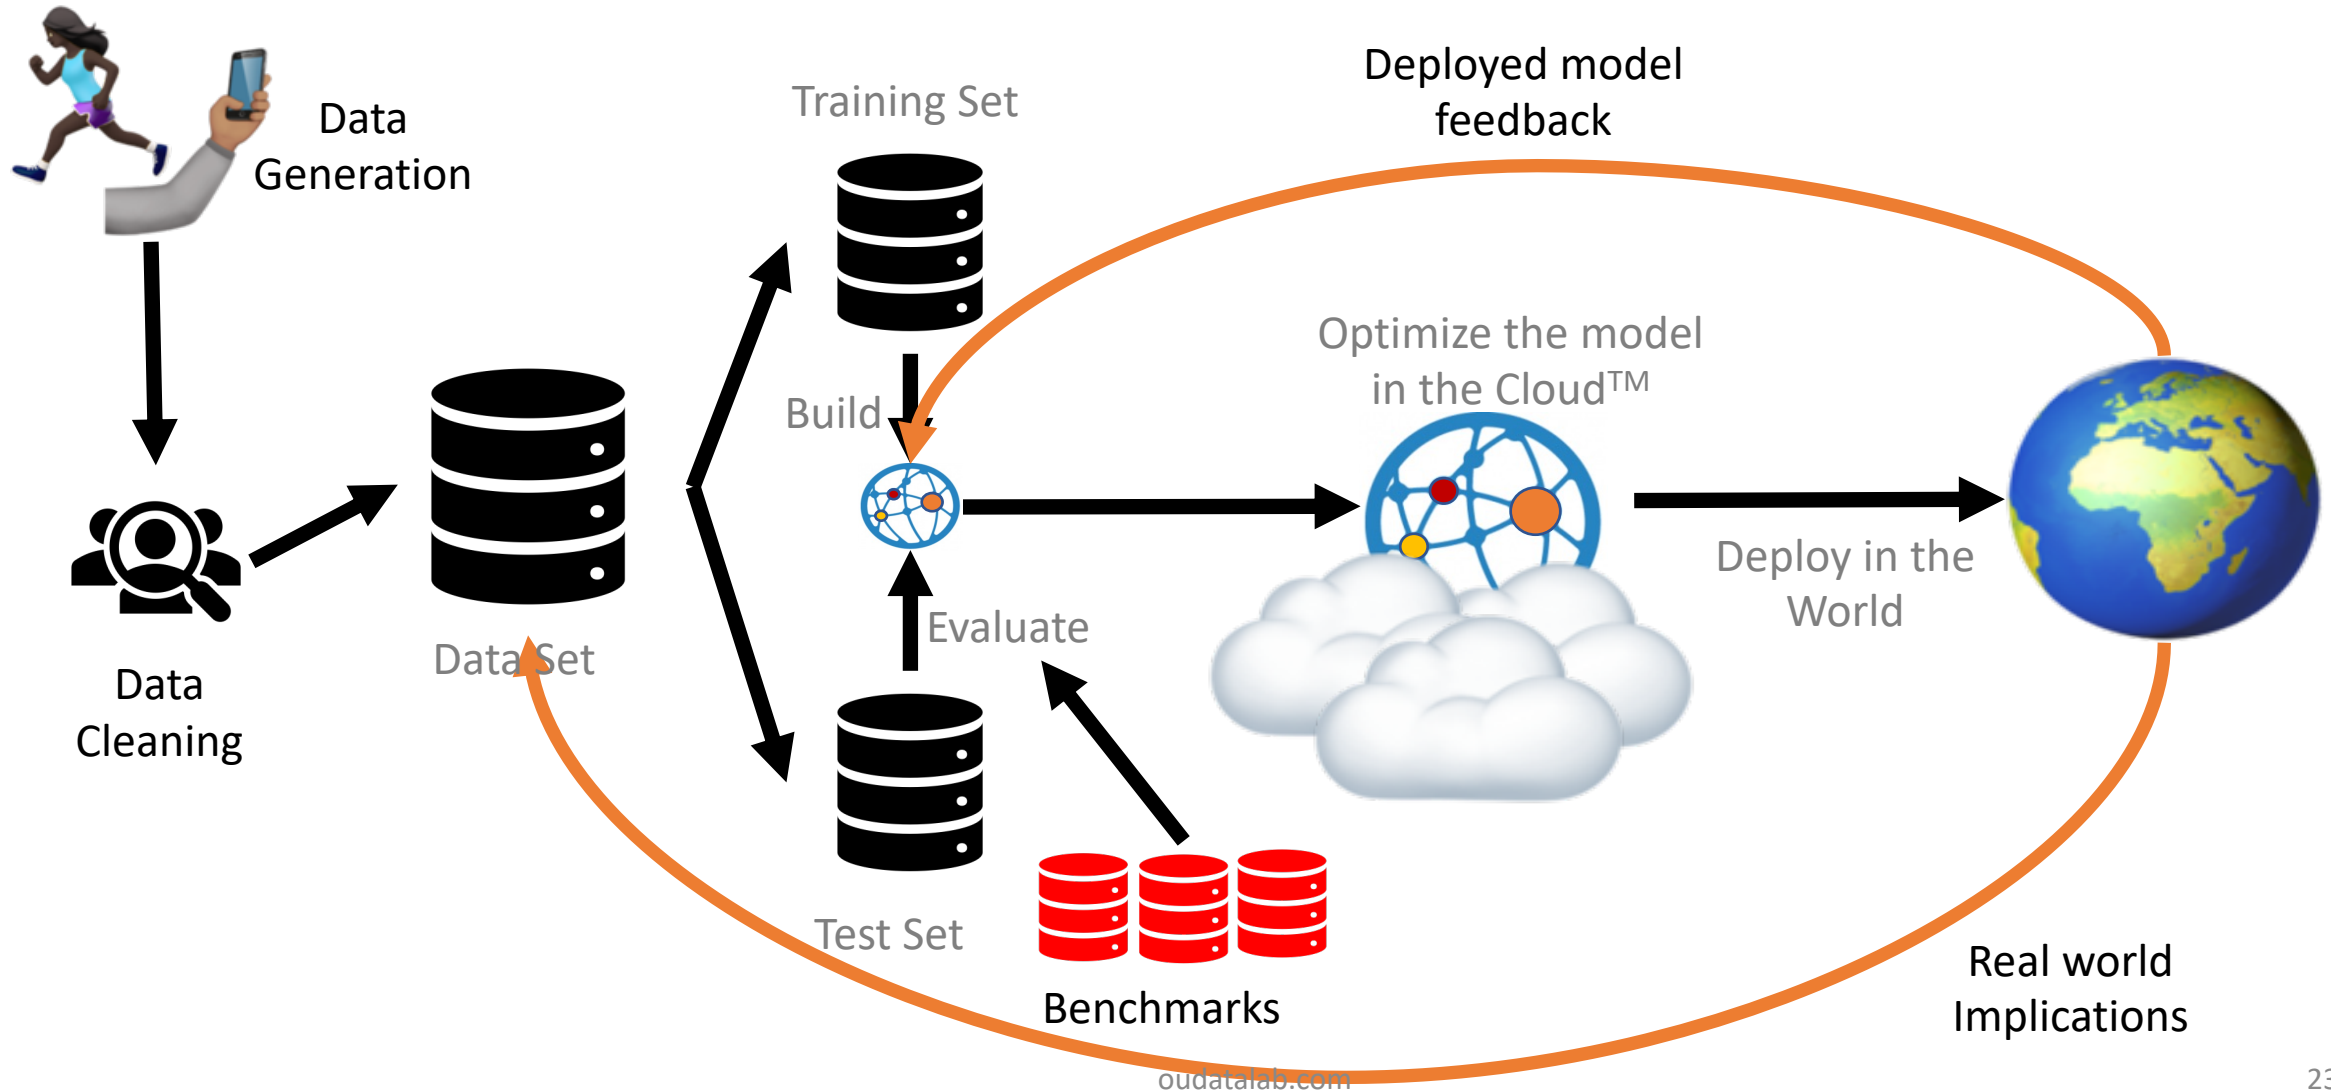 Data
Generation
Training Set
Deployed model
feedback
Optimize the model
in the Cloud™
Build
Data Set
Evaluate
Deploy in the
World
Data
Cleaning
Test Set
Benchmarks
Real world
Implications
oudatalab.com
23